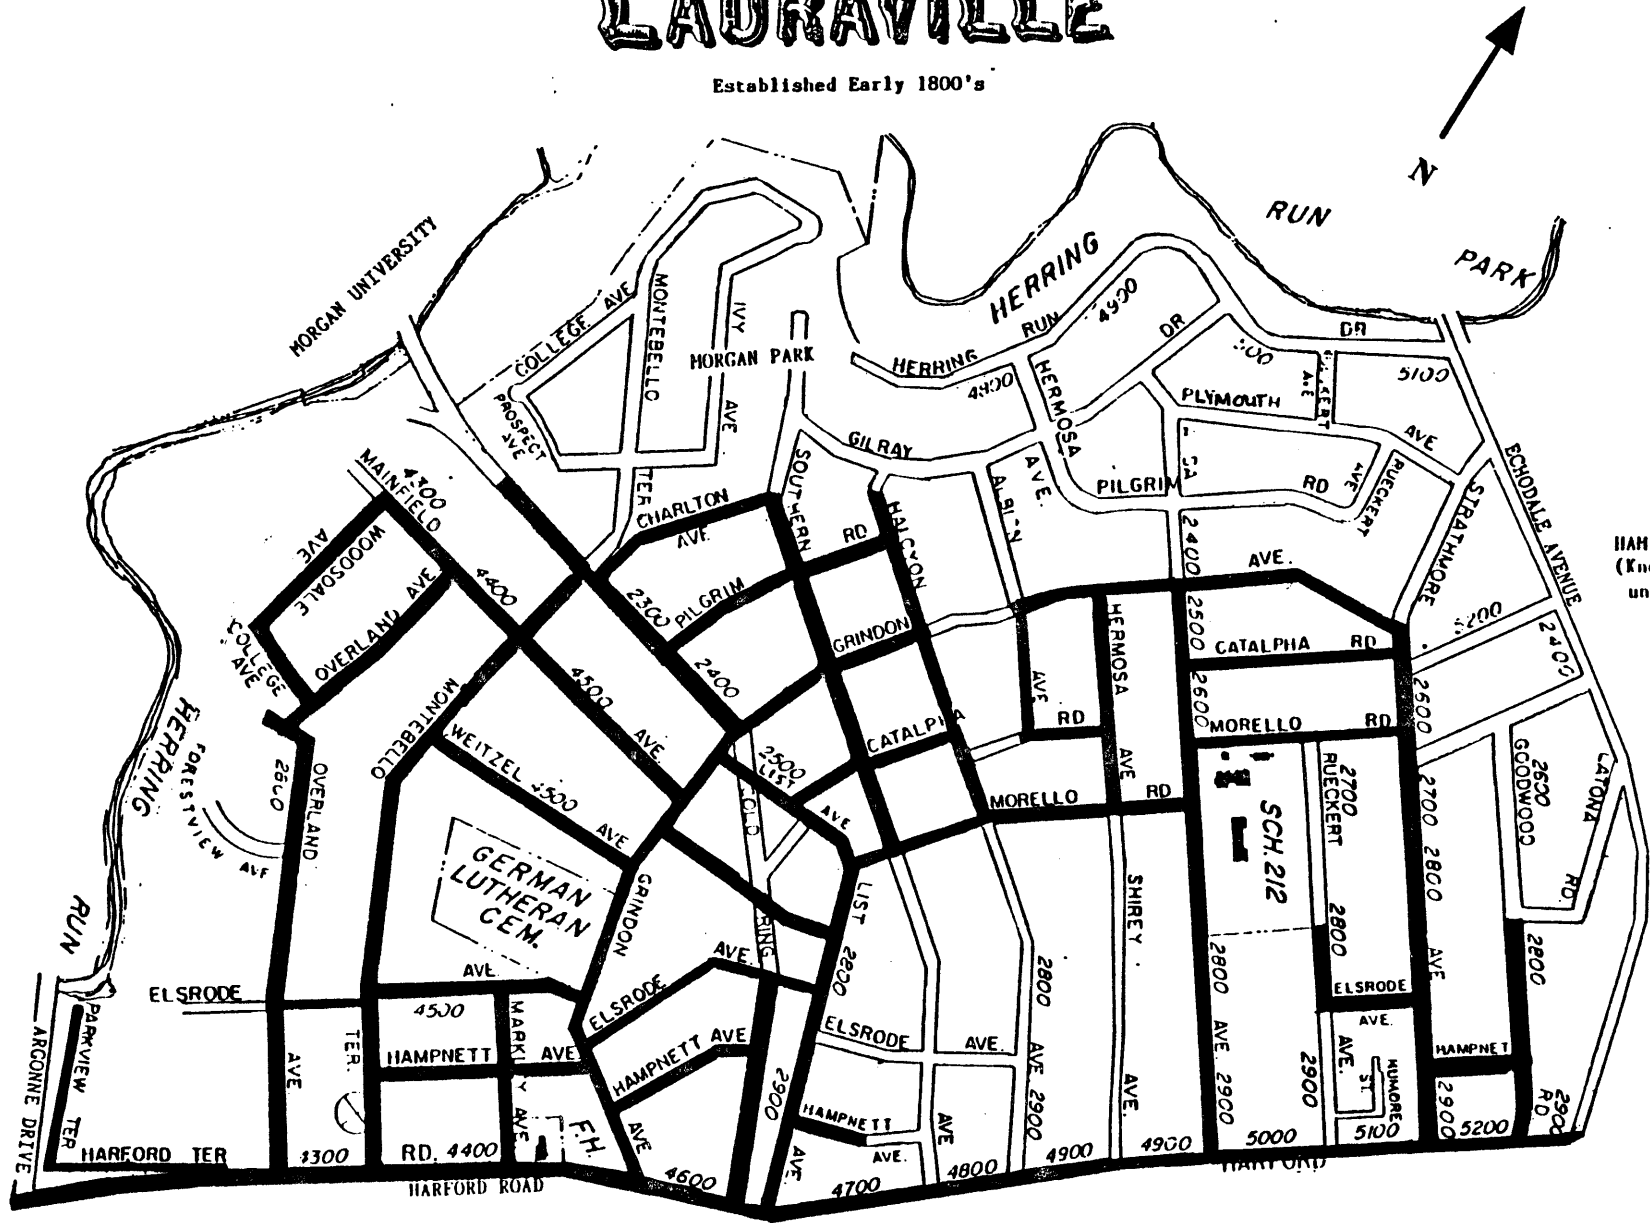 LAURAVILLE
Established Early 1800's
N
RUN
PARK
HERRING
MORGAN UNIVERSITY
COLLEGE AVE
MONTEBELLO
IVY
AVE
TER
MORGAN PARK
PROSPECT
AVE
HERRING
RUN
4900
DR
DR
4900
HERMOSA
AVE.
PLYMOUTH
AVE
5100
GILRAY
SOUTHERN
PILGRIM
RD
RUECKERT
AVE
STRATHMORE
ECHODALE AVENUE
MAINFIELD
4300
WOODSDALE
AVE
CHARLTON
AVE.
RD
HALCYON
2400
AVE.
HAH
(Kn
un
4400
OVERLAND AVE
COLLEGE
AVE
2300
PILGRIM
GRINDON
HERMOSA
2500
CATALPHA RD
2400
MONTEBELLO
4500
AVE.
2400
CATALPHA
AVE
RD
2600
MORELLO RD
2600
HERRING
FORESTVIEW AVE
WEITZEL 4500
AVE
2500
LIST
AVE
MORELLO
AVE
RD
2700
RUECKERT
2700
2600
GOODWOOD
LATONA
RD.
OVERLAND
SCH. 212
2800
GERMAN
LUTHERAN
CEM.
GRINDON
LIST
SHIREY
2800
RUN
2800
2800
2800
AVE
2800
AVE.
AVE.
ELSRODE
ELSRODE
ELSRODE
AVE.
4500
MARKLEY AVE
ELSRODE
AVE.
AVE.
PARKVIEW TER
ARGONNE DRIVE
AVE
TER.
HAMPNETT AVE
HAMPNETT AVE
2900
HAMPNETT
AVE.
AVE
AVE
2900
AVE.
AVE.
2900
2900
AVE.
ST.
HAMPNET
2900
2900
RD
F.H.
AVE
AVE
HARFORD TER
RD. 4400
4600
4700
4800
4900
4900
5000
5100
5200
HARFORD ROAD
HARFORD